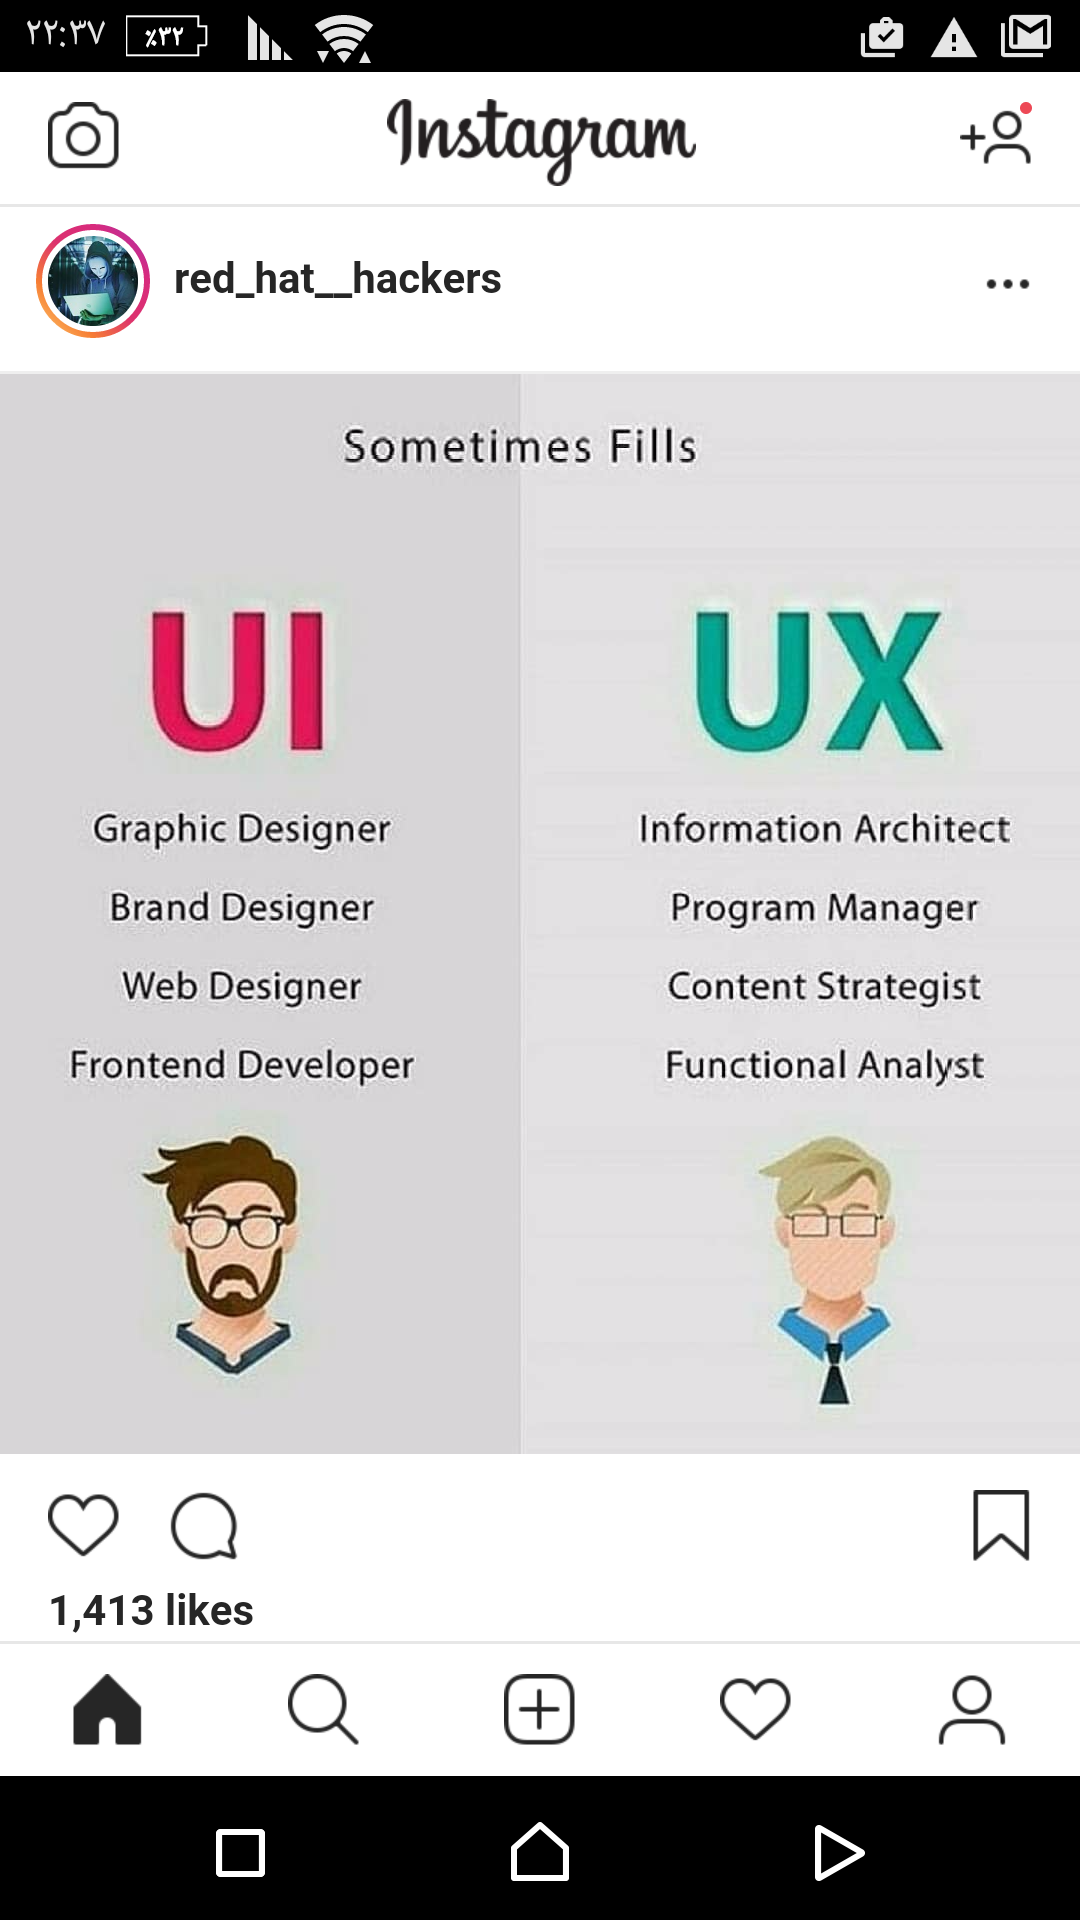 ۲۲:۳۷ ٪۳۲
Instagram
red_hat__hackers
Sometimes Fills
UI
UX
Graphic Designer
Information Architect
Brand Designer
Program Manager
Web Designer
Content Strategist
Frontend Developer
Functional Analyst
1,413 likes